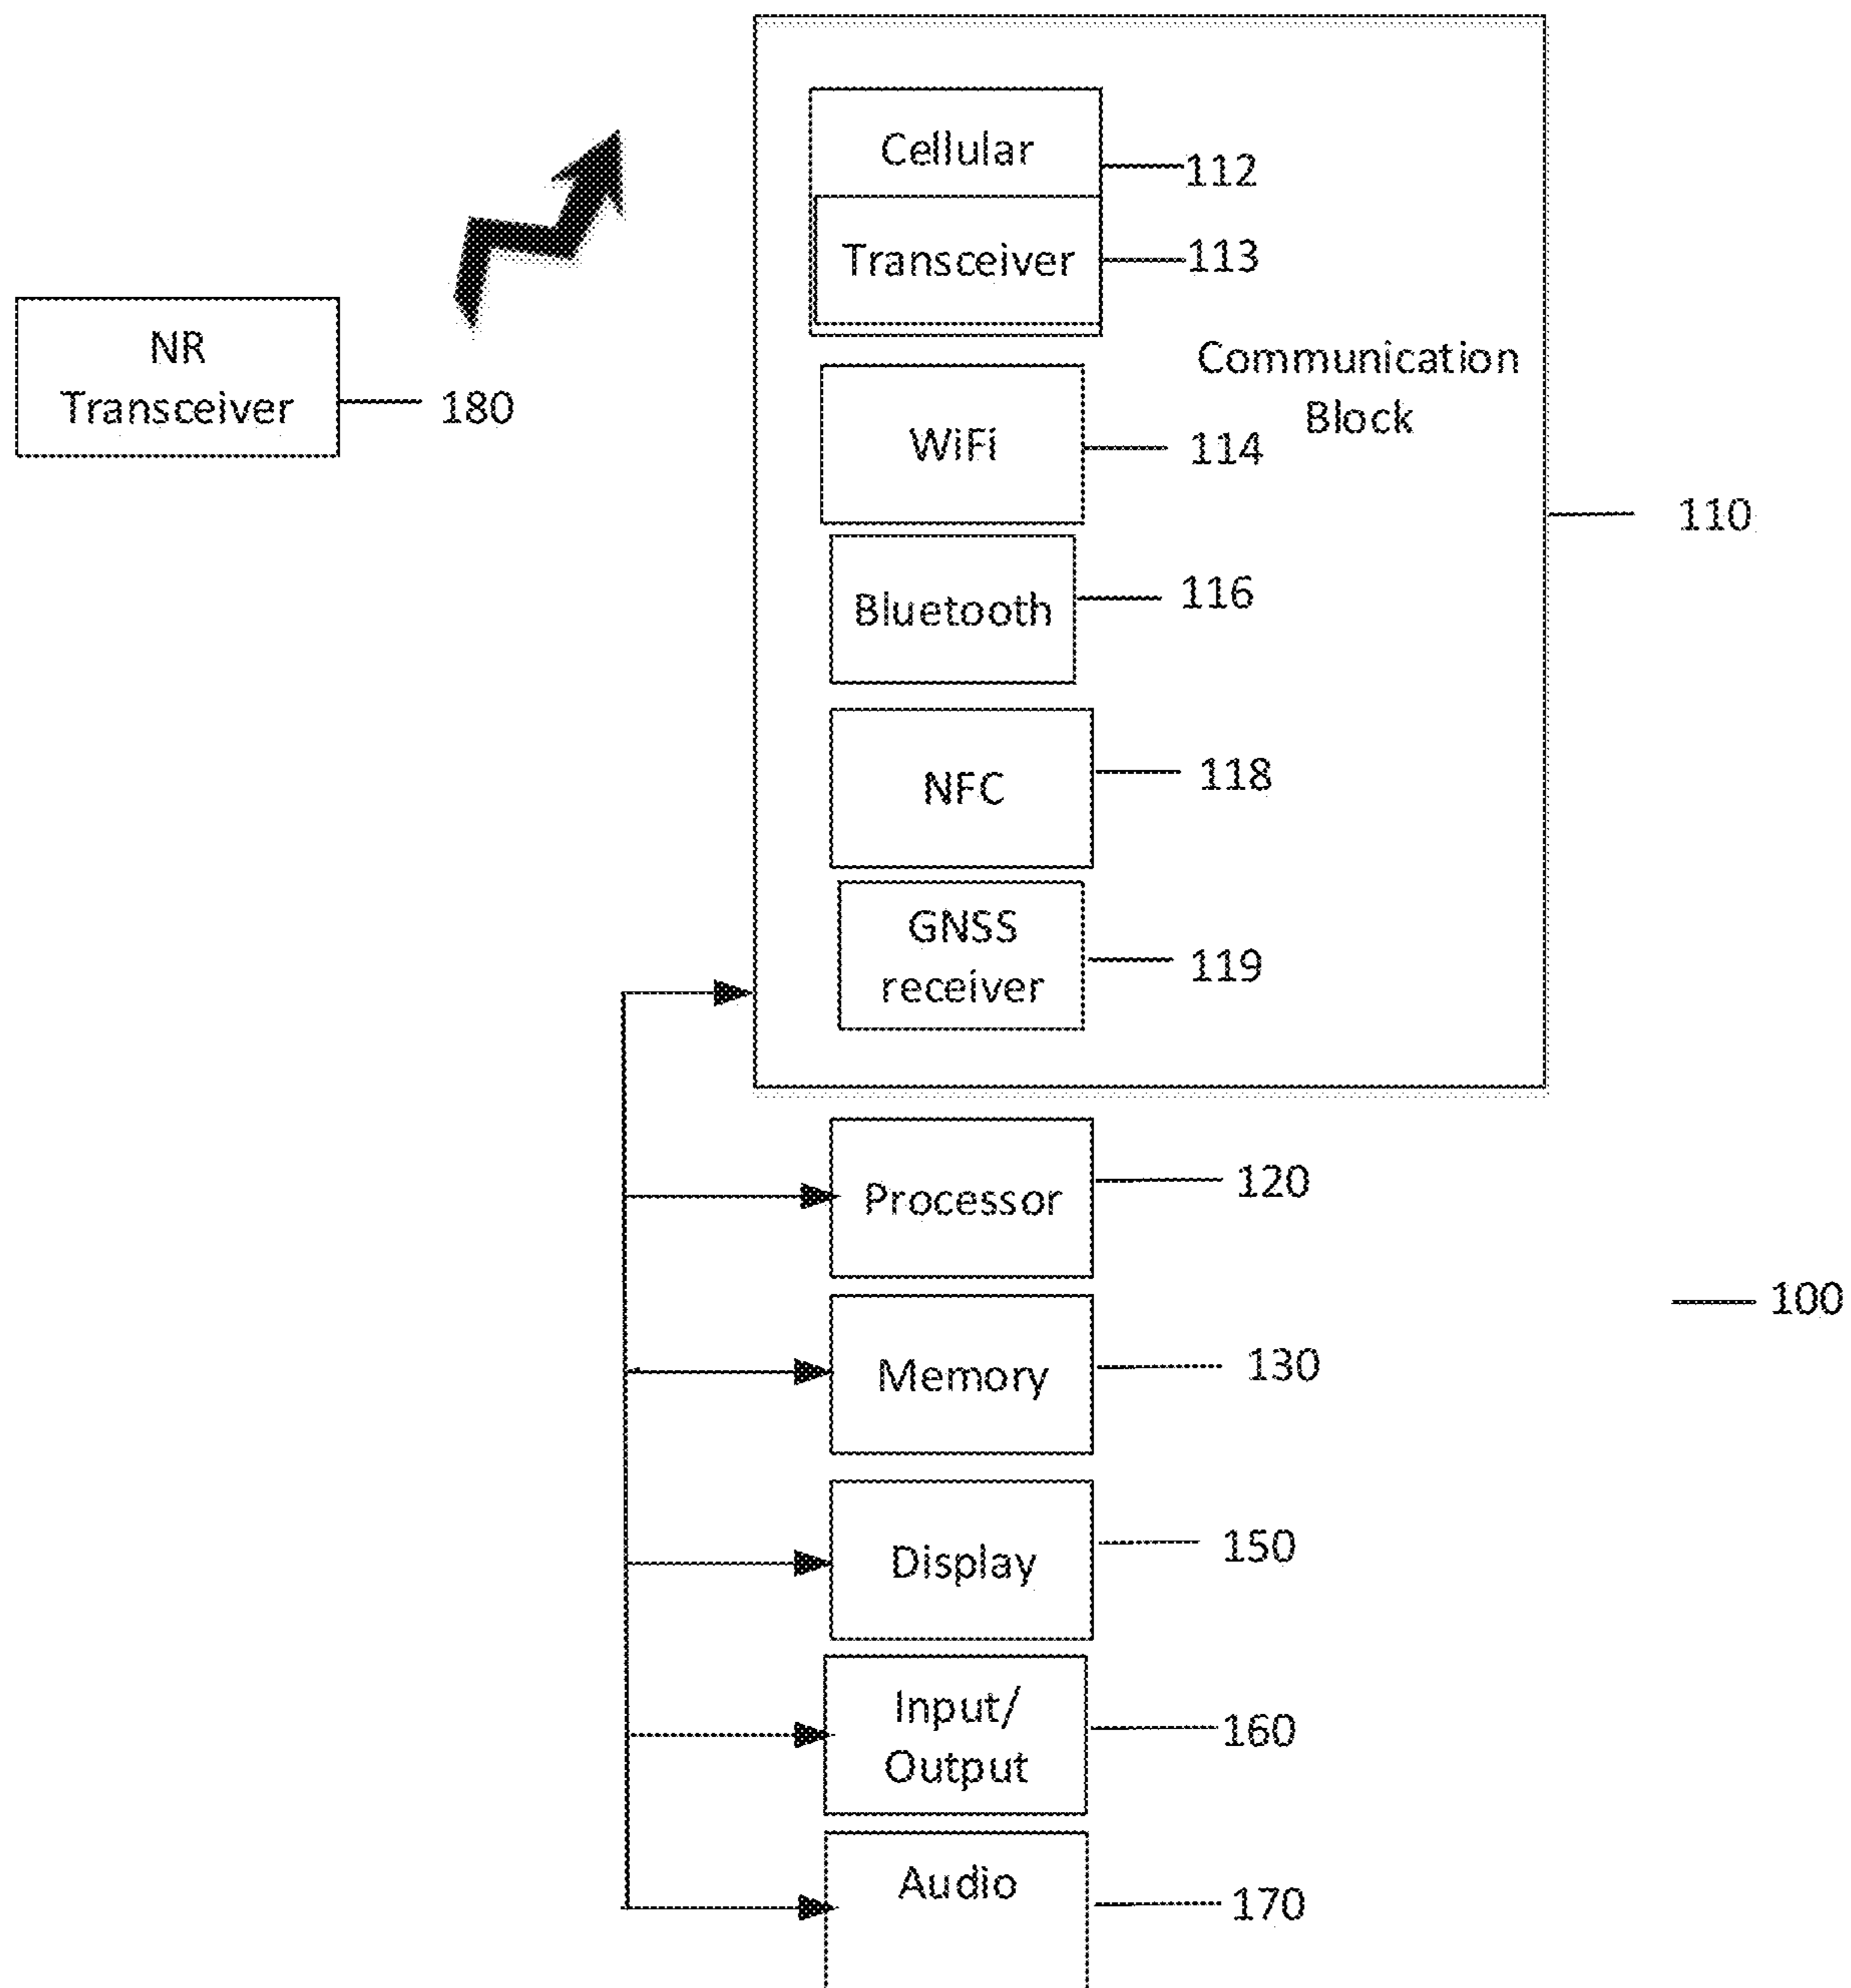 Cellular
112
Transceiver
113
NR
Transceiver
180
Communication
Block
WiFi
114
110
Bluetooth
116
NFC
118
GNSS
receiver
119
Processor
120
100
Memory
130
Display
150
Input/
Output
160
Audio
170